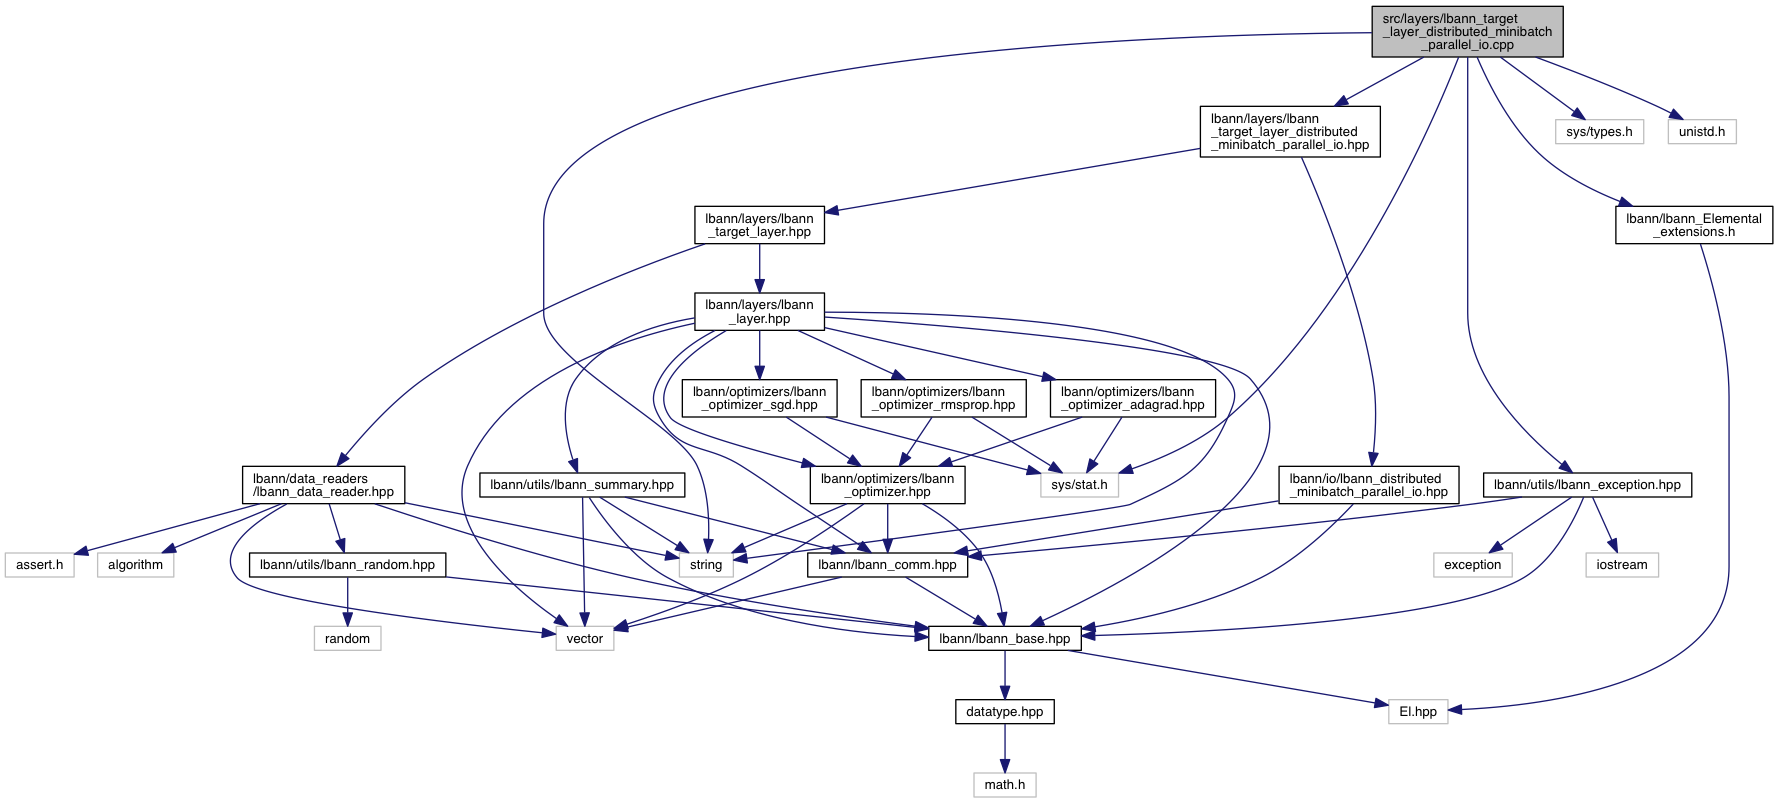 src/layers/lbann_target
_layer_distributed_minibatch
_parallel_io.cpp
lbann/layers/lbann
_target_layer_distributed
_minibatch_parallel_io.hpp
sys/types.h
unistd.h
lbann/layers/lbann
_target_layer.hpp
lbann/lbann_Elemental
_extensions.h
lbann/layers/lbann
_layer.hpp
lbann/optimizers/lbann
_optimizer_sgd.hpp
lbann/optimizers/lbann
_optimizer_rmsprop.hpp
lbann/optimizers/lbann
_optimizer_adagrad.hpp
lbann/data_readers
/lbann_data_reader.hpp
lbann/utils/lbann_summary.hpp
lbann/optimizers/lbann
_optimizer.hpp
sys/stat.h
lbann/io/lbann_distributed
_minibatch_parallel_io.hpp
lbann/utils/lbann_exception.hpp
assert.h
algorithm
lbann/utils/lbann_random.hpp
string
lbann/lbann_comm.hpp
exception
iostream
random
vector
lbann/lbann_base.hpp
datatype.hpp
El.hpp
math.h